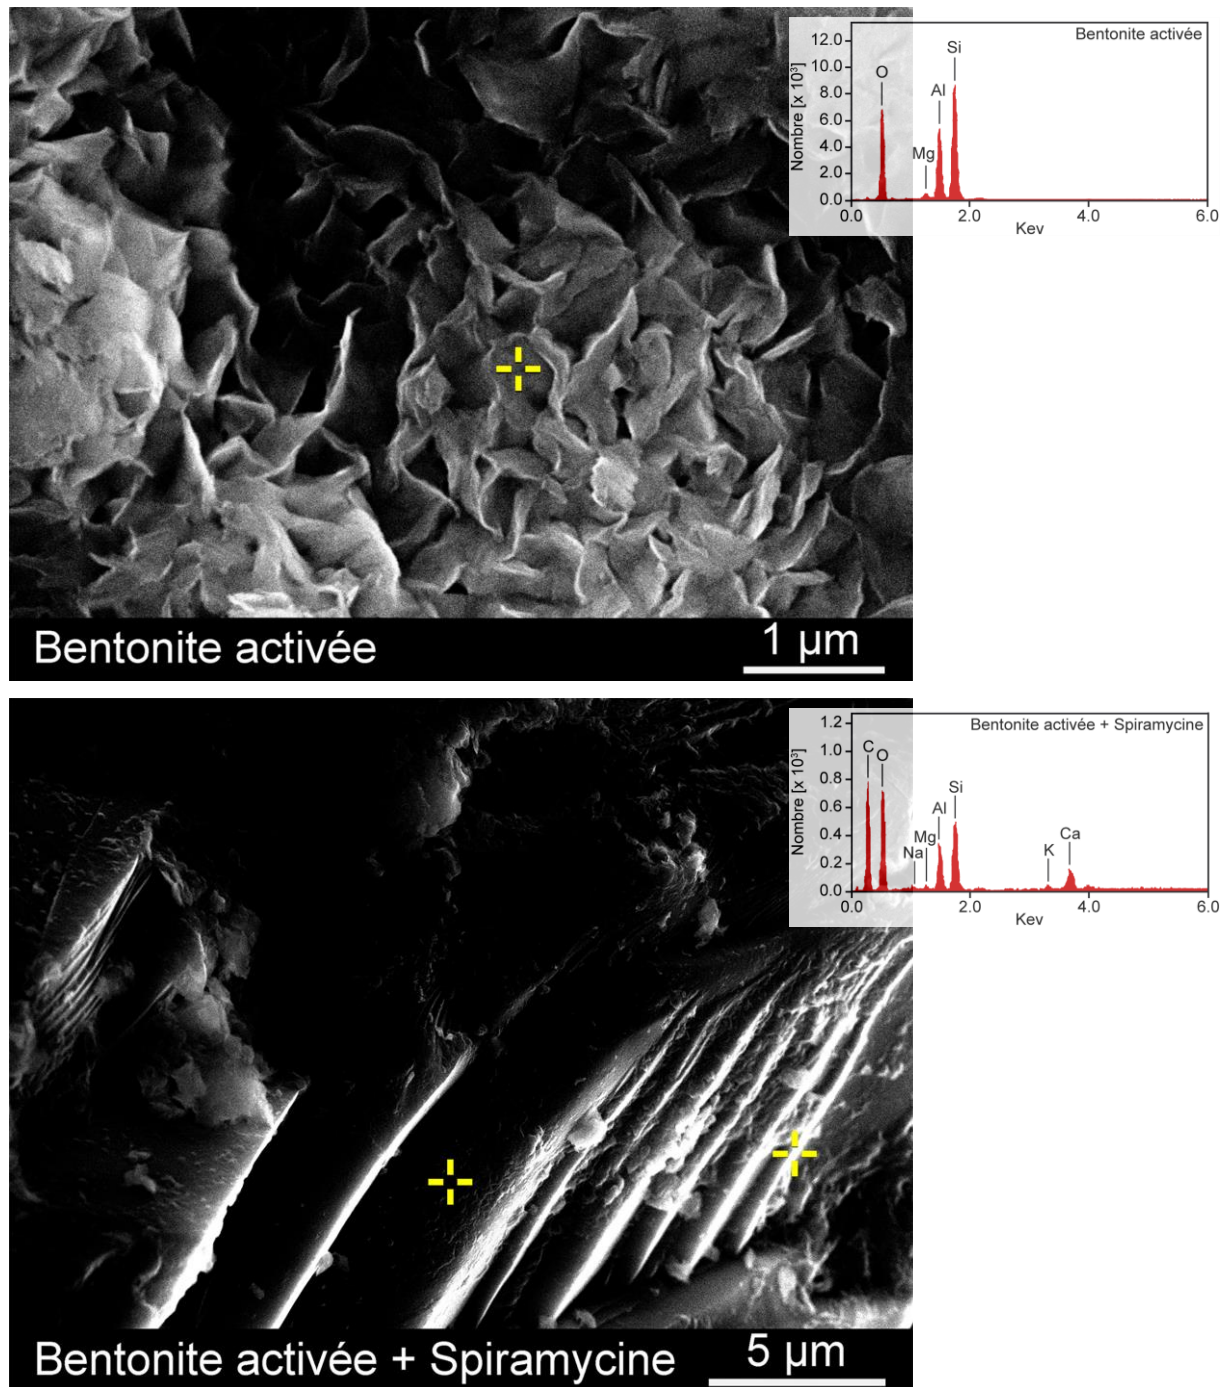 Bentonite activée
Si
O
Al
Mg
12.0
10.0
8.0
6.0
4.0
2.0
0.0
Nombre [x 10³]
0.0 2.0 4.0 6.0
Kev
Bentonite activée
1 µm
Bentonite activée + Spiramycine
C
O
Si
Al
Mg
Na
K
Ca
1.2
1.0
0.8
0.6
0.4
0.2
0.0
Nombre [x 10³]
0.0 2.0 4.0 6.0
Kev
Bentonite activée + Spiramycine
5 µm